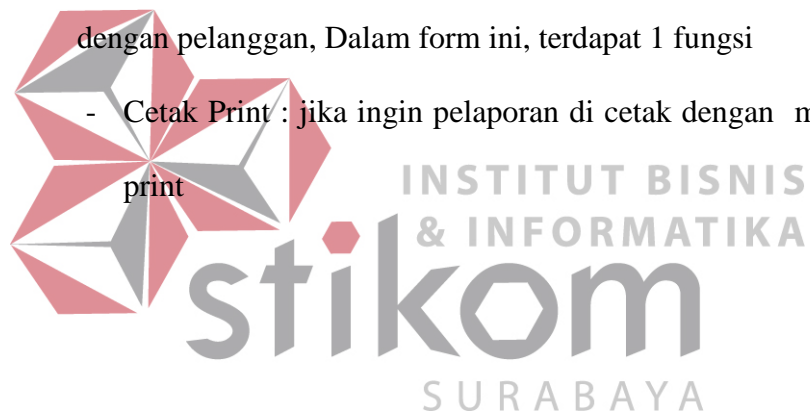 dengan pelanggan, Dalam form ini, terdapat 1 fungsi
- Cetak Print : jika ingin pelaporan di cetak dengan
print
INSTITUT BISNIS
& INFORMATIKA
stikom
SURABAYA